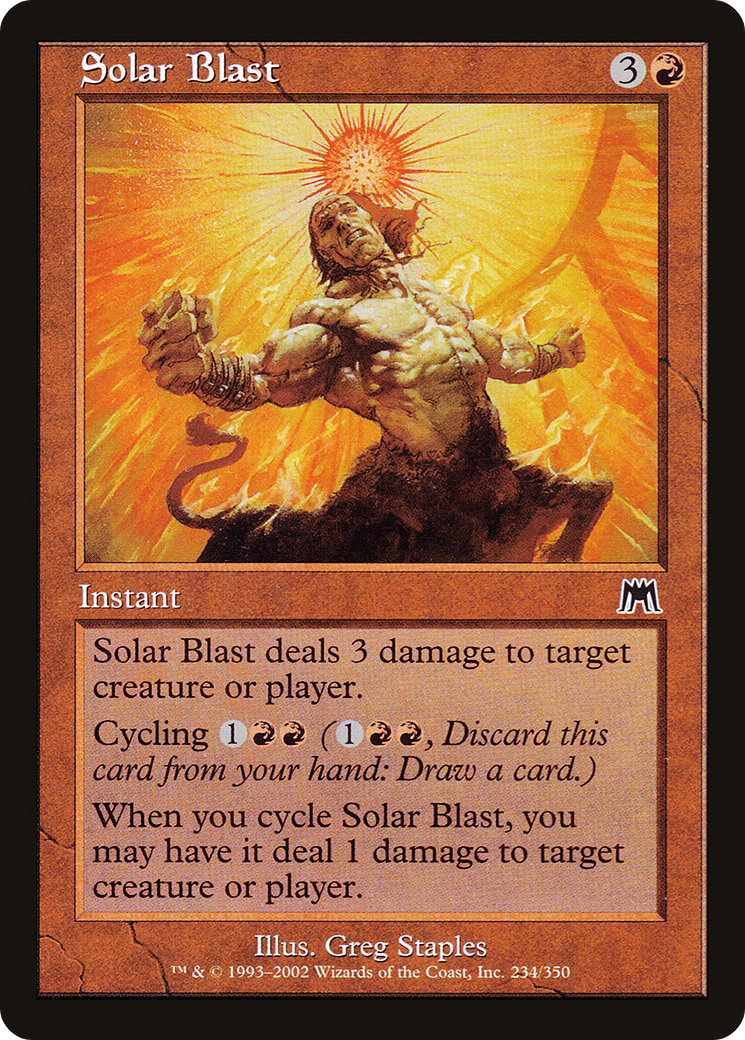 Solar Blast 3
Instant
Solar Blast deals 3 damage to target
creature or player.
Cycling 1 (1, Discard this
card from your hand: Draw a card.)
When you cycle Solar Blast, you
may have it deal 1 damage to target
creature or player.
Illus. Greg Staples
™ & © 1993–2002 Wizards of the Coast, Inc. 234/350